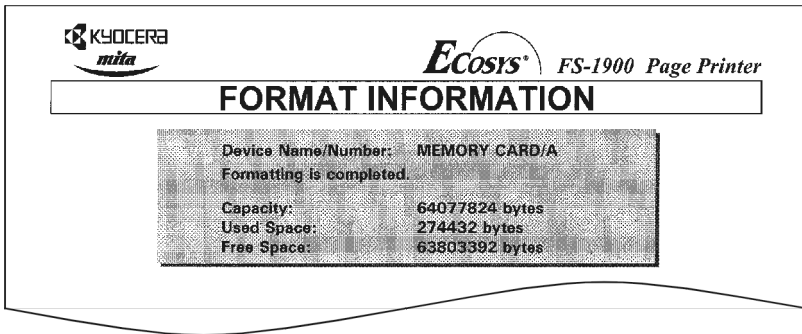 KYOCERA
mita
ECOSYS® FS-1900 Page Printer
FORMAT INFORMATION
Device Name/Number: MEMORY CARD/A
Formatting is completed.
Capacity: 64077824 bytes
Used Space: 274432 bytes
Free Space: 63803392 bytes